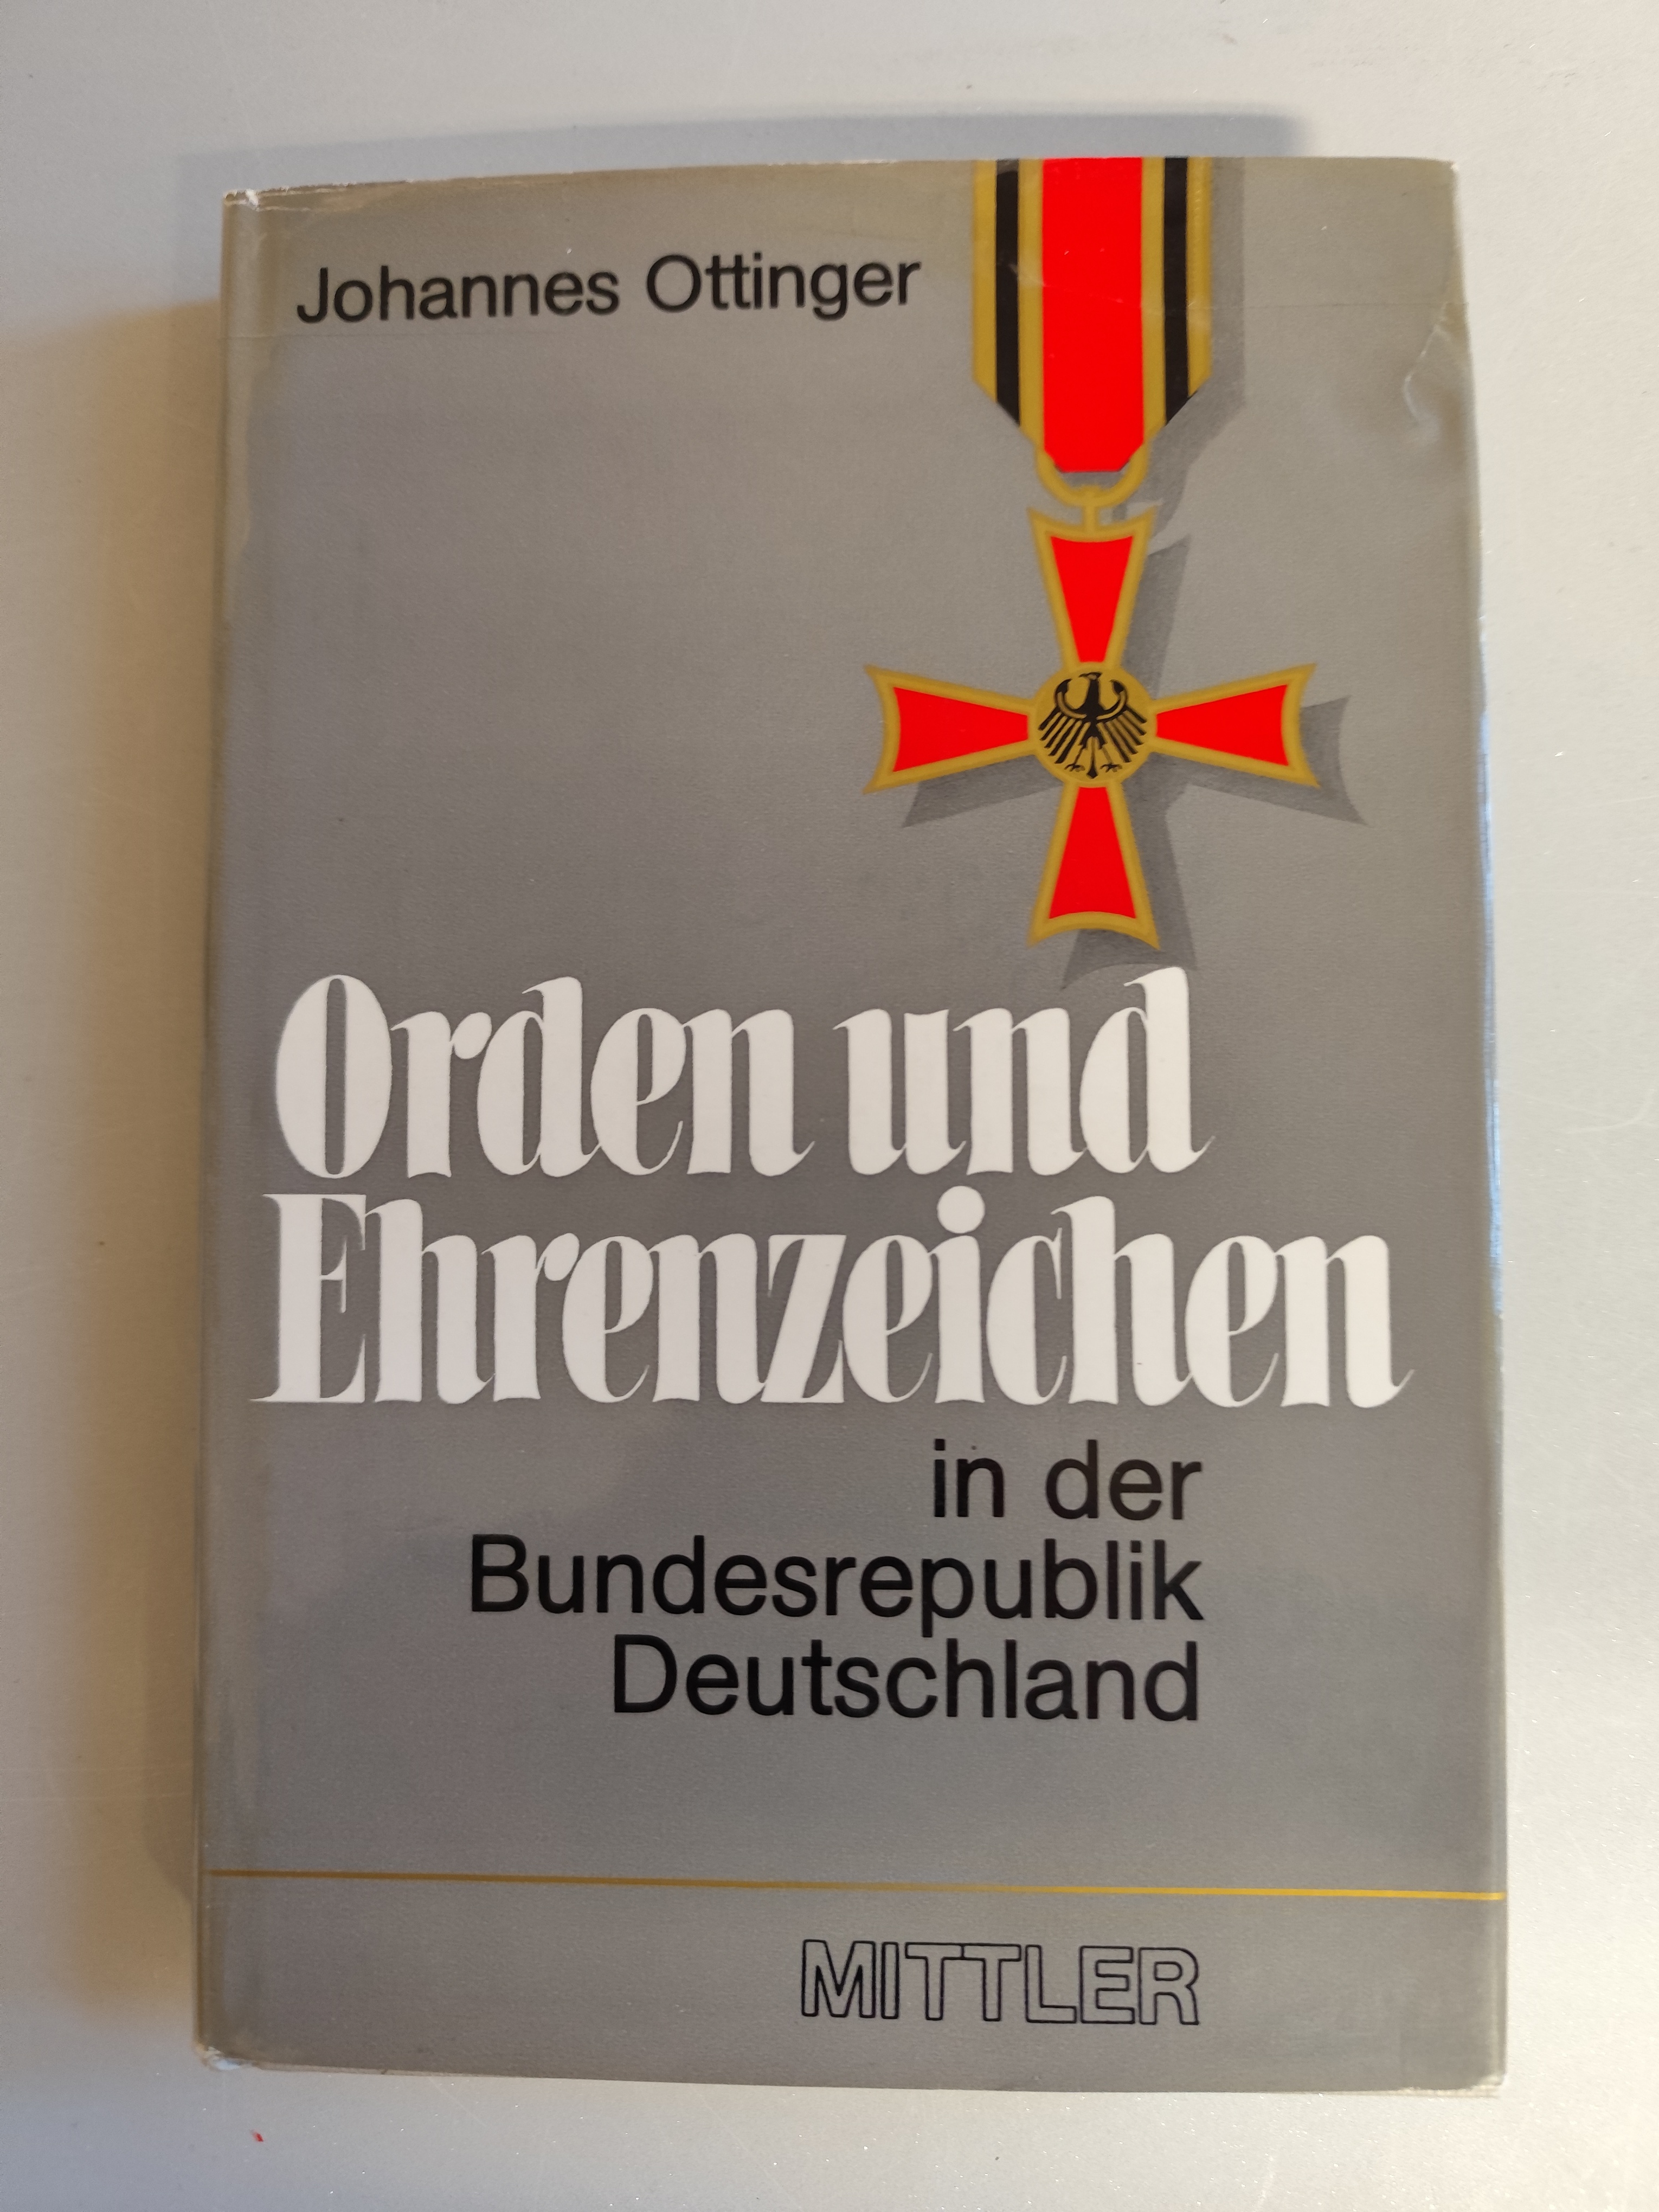 Johannes Ottinger
Orden und
Ehrenzeichen
in der
Bundesrepublik
Deutschland
MITTLER